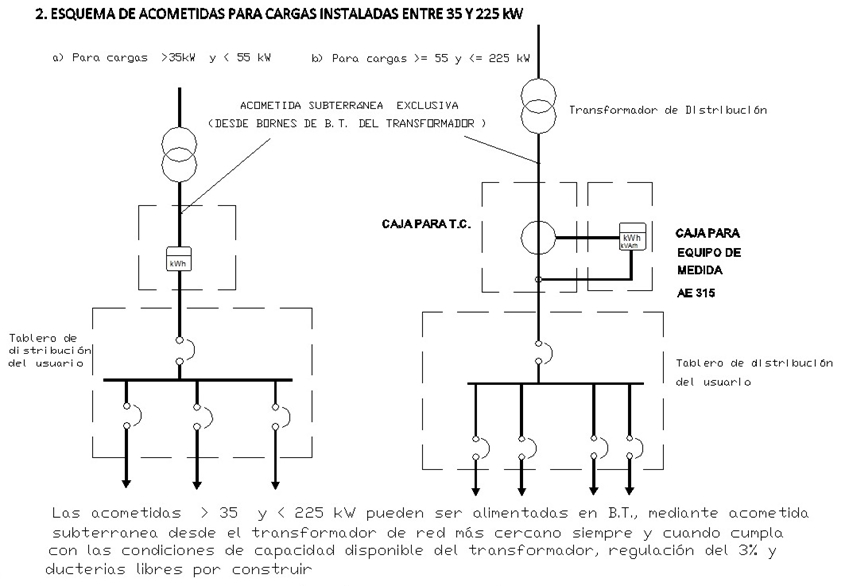 2. ESQUEMA DE ACOMETIDAS PARA CARGAS INSTALADAS ENTRE 35 Y 225 kW
a) Para cargas >35kW y < 55 kW
b) Para cargas >= 55 y <= 225 kW
ACOMETIDA SUBTERRANEA EXCLUSIVA
(DESDE BORNES DE B.T. DEL TRANSFORMADOR )
Transformador de Distribución
CAJA PARA T.C.
kWh
kWh
kVArh
CAJA PARA
EQUIPO DE
MEDIDA
AE 315
Tablero de
distribución
del usuario
Tablero de distribución
del usuario
Las acometidas > 35 y < 225 kW pueden ser alimentadas en B.T., mediante acometida
subterranea desde el transformador de red más cercano siempre y cuando cumpla
con las condiciones de capacidad disponible del transformador, regulación del 3% y
ducterias libres por construir